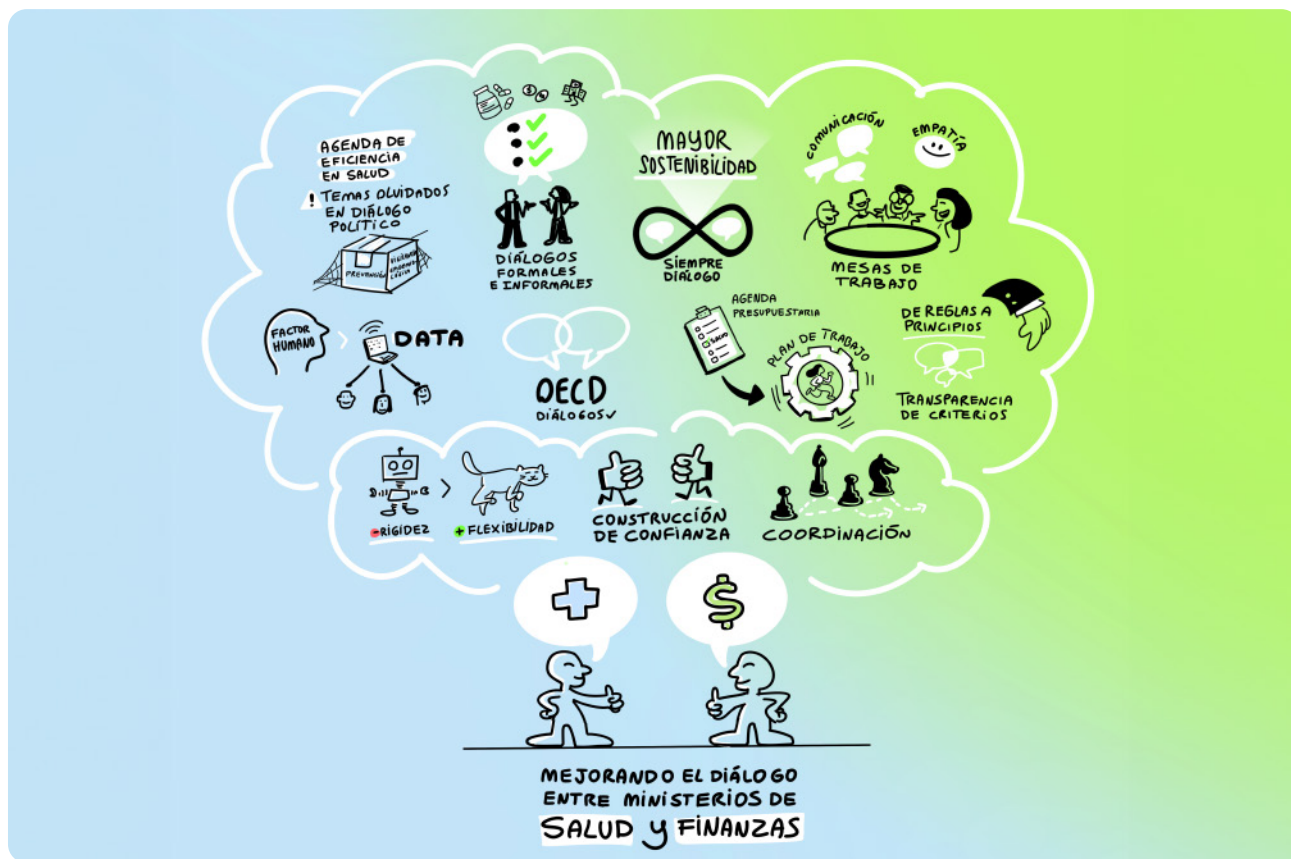 AGENDA DE
EFICIENCIA
EN SALUD
! TEMAS OLVIDADOS
EN DIÁLOGO
POLÍTICO
PREVENCIÓN
DIÁLOGOS
FORMALES
E INFORMALES
MAYOR
SOSTENIBILIDAD
SIEMPRE
DIÁLOGO
COMUNICACIÓN
EMPATÍA
MESAS DE
TRABAJO
FACTOR
HUMANO
DATA
OECD
DIÁLOGOS
AGENDA
PRESUPUESTARIA
SALUD
PLAN DE TRABAJO
DE REGLAS A
PRINCIPIOS
TRANSPARENCIA
DE CRITERIOS
- RIGIDEZ
+ FLEXIBILIDAD
CONSTRUCCIÓN
DE CONFIANZA
COORDINACIÓN
$
MEJORANDO EL DIÁLOGO
ENTRE MINISTERIOS DE
SALUD y FINANZAS